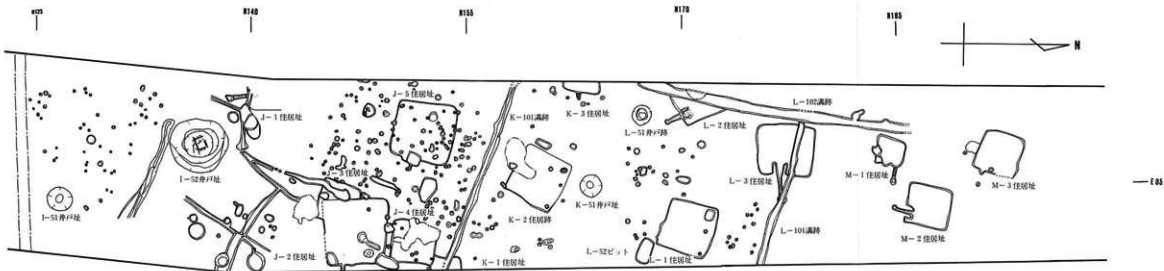 N125
N140
N155
N170
N185
N
J-5住居址
J-1住居址
K-101溝跡
K-3住居址
L-51井戸跡
L-2住居址
L-102溝跡
I-52井戸址
J-3住居址
L-3住居址
M-1住居址
M-3住居址
E05
I-51井戸址
J-4住居址
K-2住居跡
K-51井戸址
L-101溝跡
M-2住居址
J-2住居址
K-1住居址
L-52ピット
L-1住居址